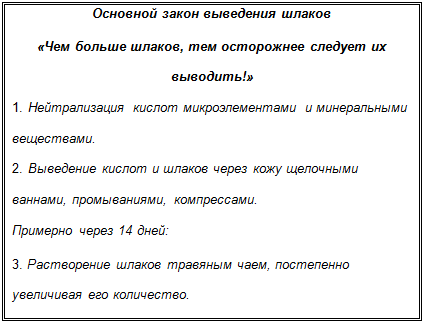 Основной закон выведения шлаков
«Чем больше шлаков, тем осторожнее следует их
выводить!»
1. Нейтрализация кислот микроэлементами и минеральными
веществами.
2. Выведение кислот и шлаков через кожу щелочными
ваннами, промываниями, компрессами.
Примерно через 14 дней:
3. Растворение шлаков травяным чаем, постепенно
увеличивая его количество.